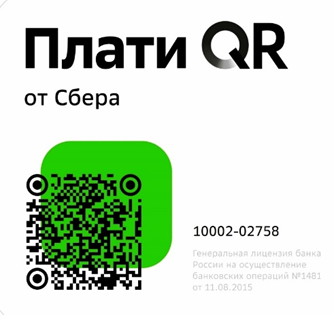 Плати QR
от Сбера
10002-02758
Генеральная лицензия банка
России на осуществление
банковских операций №1481
от 11.08.2015